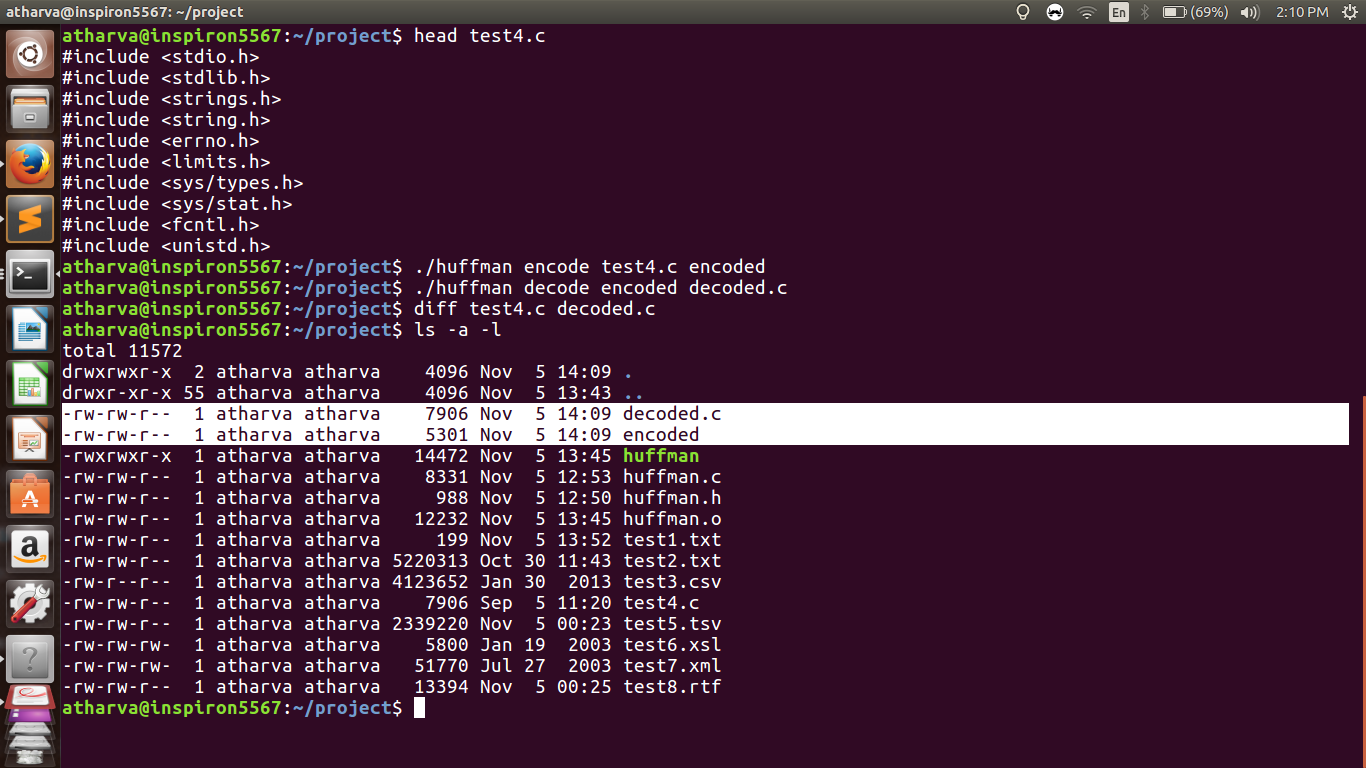 atharva@inspiron5567: ~/project En (69%) 2:10 PM
atharva@inspiron5567:~/project$ head test4.c
#include <stdio.h>
#include <stdlib.h>
#include <strings.h>
#include <string.h>
#include <errno.h>
#include <limits.h>
#include <sys/types.h>
#include <sys/stat.h>
#include <fcntl.h>
#include <unistd.h>
atharva@inspiron5567:~/project$ ./huffman encode test4.c encoded
atharva@inspiron5567:~/project$ ./huffman decode encoded decoded.c
atharva@inspiron5567:~/project$ diff test4.c decoded.c
atharva@inspiron5567:~/project$ ls -a -l
total 11572
drwxrwxr-x  2 atharva atharva    4096 Nov  5 14:09 .
drwxr-xr-x 55 atharva atharva    4096 Nov  5 13:43 ..
-rw-rw-r--  1 atharva atharva    7906 Nov  5 14:09 decoded.c
-rw-rw-r--  1 atharva atharva    5301 Nov  5 14:09 encoded
-rwxrwxr-x  1 atharva atharva   14472 Nov  5 13:45 huffman
-rw-rw-r--  1 atharva atharva    8331 Nov  5 12:53 huffman.c
-rw-rw-r--  1 atharva atharva     988 Nov  5 12:50 huffman.h
-rw-rw-r--  1 atharva atharva   12232 Nov  5 13:45 huffman.o
-rw-rw-r--  1 atharva atharva     199 Nov  5 13:52 test1.txt
-rw-rw-r--  1 atharva atharva 5220313 Oct 30 11:43 test2.txt
-rw-r--r--  1 atharva atharva 4123652 Jan 30  2013 test3.csv
-rw-rw-r--  1 atharva atharva    7906 Sep  5 11:20 test4.c
-rw-rw-r--  1 atharva atharva 2339220 Nov  5 00:23 test5.tsv
-rw-rw-rw-  1 atharva atharva    5800 Jan 19  2003 test6.xsl
-rw-rw-rw-  1 atharva atharva   51770 Jul 27  2003 test7.xml
-rw-rw-r--  1 atharva atharva   13394 Nov  5 00:25 test8.rtf
atharva@inspiron5567:~/project$